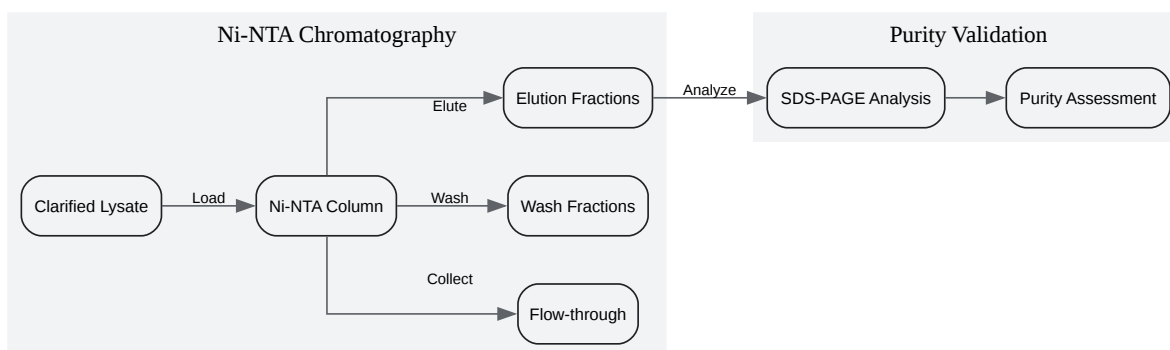 Ni-NTA Chromatography
Purity Validation
Elution Fractions
Analyze
SDS-PAGE Analysis
Purity Assessment
Elute
Clarified Lysate
Load
Ni-NTA Column
Wash
Wash Fractions
Collect
Flow-through